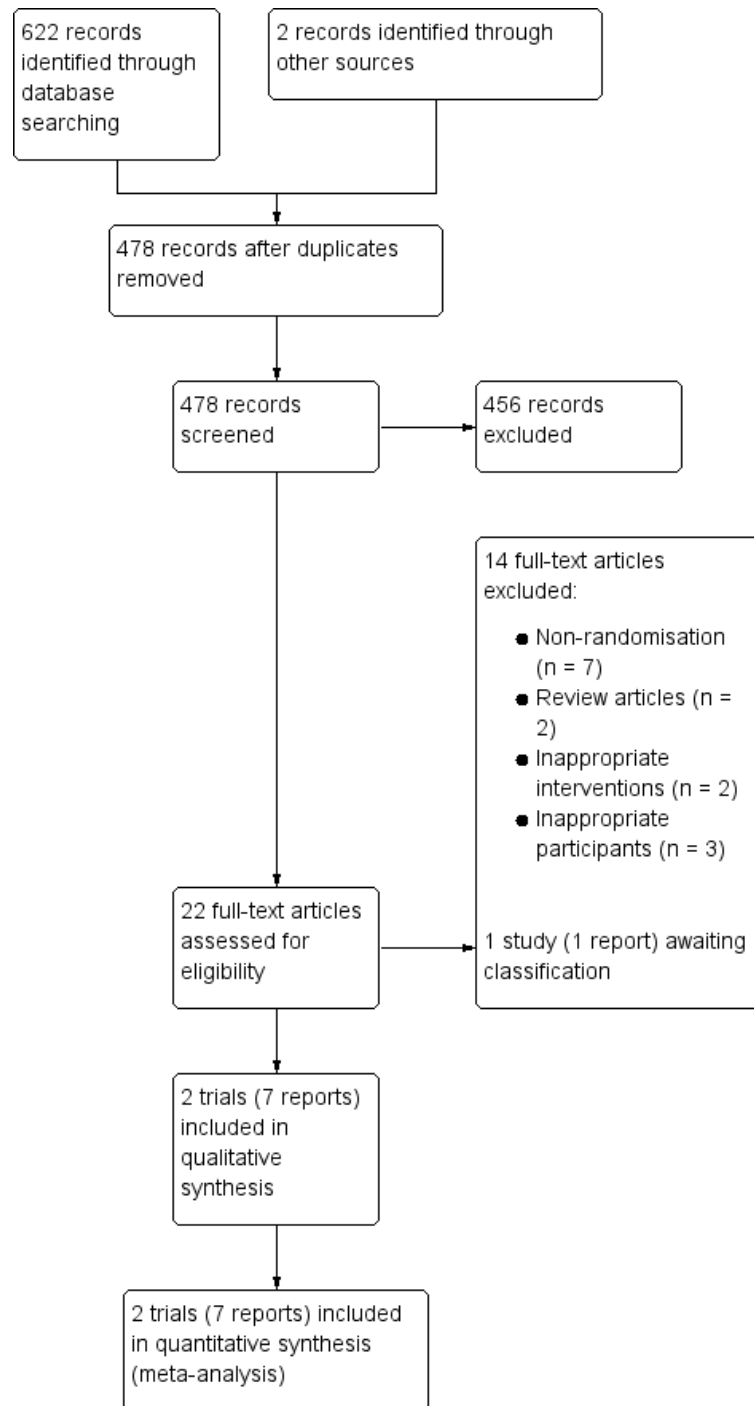 622 records
identified through
database
searching
2 records identified through
other sources
478 records after duplicates
removed
478 records
screened
456 records
excluded
14 full-text articles
excluded:
● Non-randomisation
(n = 7)
● Review articles (n =
2)
● Inappropriate
interventions (n = 2)
● Inappropriate
participants (n = 3)
1 study (1 report) awaiting
classification
22 full-text articles
assessed for
eligibility
2 trials (7 reports)
included in
qualitative
synthesis
2 trials (7 reports) included
in quantitative synthesis
(meta-analysis)